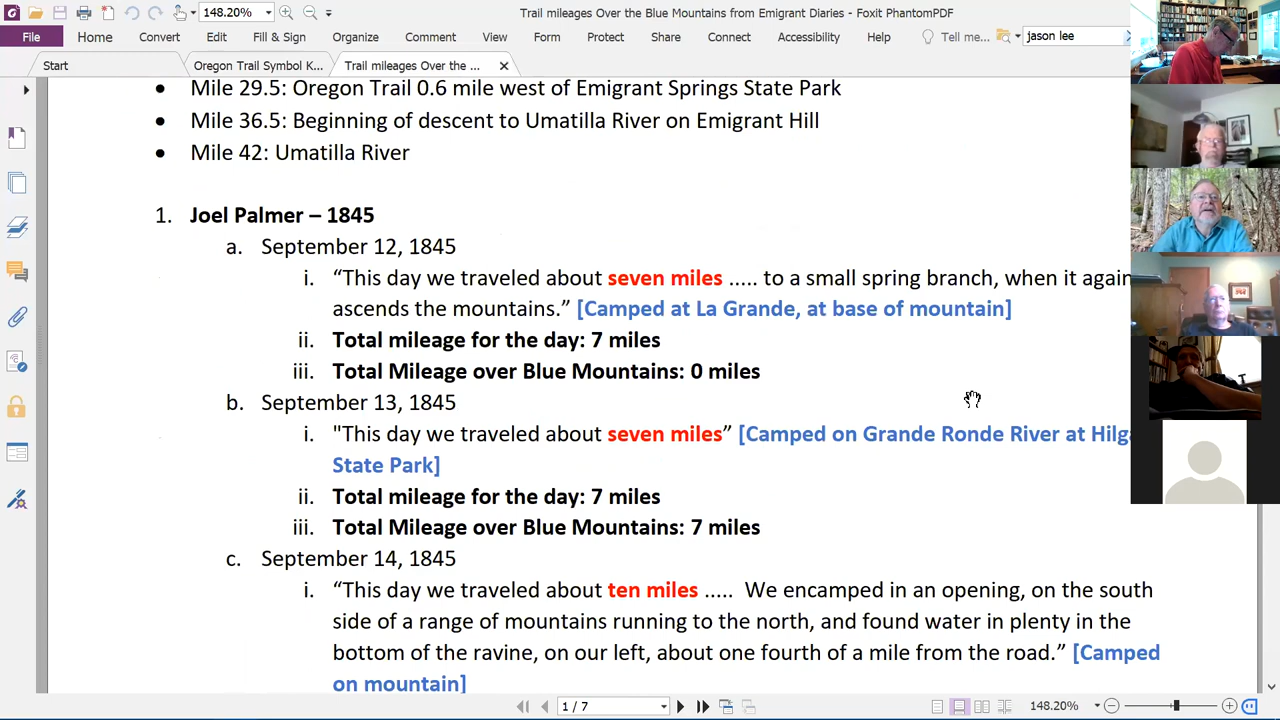 148.20%
Trail mileages Over the Blue Mountains from Emigrant Diaries - Foxit PhantomPDF
File Home Convert Edit Fill & Sign Organize Comment View Form Protect Share Connect Accessibility Help Tell me... jason lee
Start Oregon Trail Symbol K... Trail mileages Over the ...
• Mile 29.5: Oregon Trail 0.6 mile west of Emigrant Springs State Park
• Mile 36.5: Beginning of descent to Umatilla River on Emigrant Hill
• Mile 42: Umatilla River
1. Joel Palmer – 1845
a. September 12, 1845
i. “This day we traveled about seven miles ..... to a small spring branch, when it again
ascends the mountains.” [Camped at La Grande, at base of mountain]
ii. Total mileage for the day: 7 miles
iii. Total Mileage over Blue Mountains: 0 miles
b. September 13, 1845
i. "This day we traveled about seven miles” [Camped on Grande Ronde River at Hilg
State Park]
ii. Total mileage for the day: 7 miles
iii. Total Mileage over Blue Mountains: 7 miles
c. September 14, 1845
i. “This day we traveled about ten miles ..... We encamped in an opening, on the south
side of a range of mountains running to the north, and found water in plenty in the
bottom of the ravine, on our left, about one fourth of a mile from the road.” [Camped
on mountain]
1 / 7 148.20%